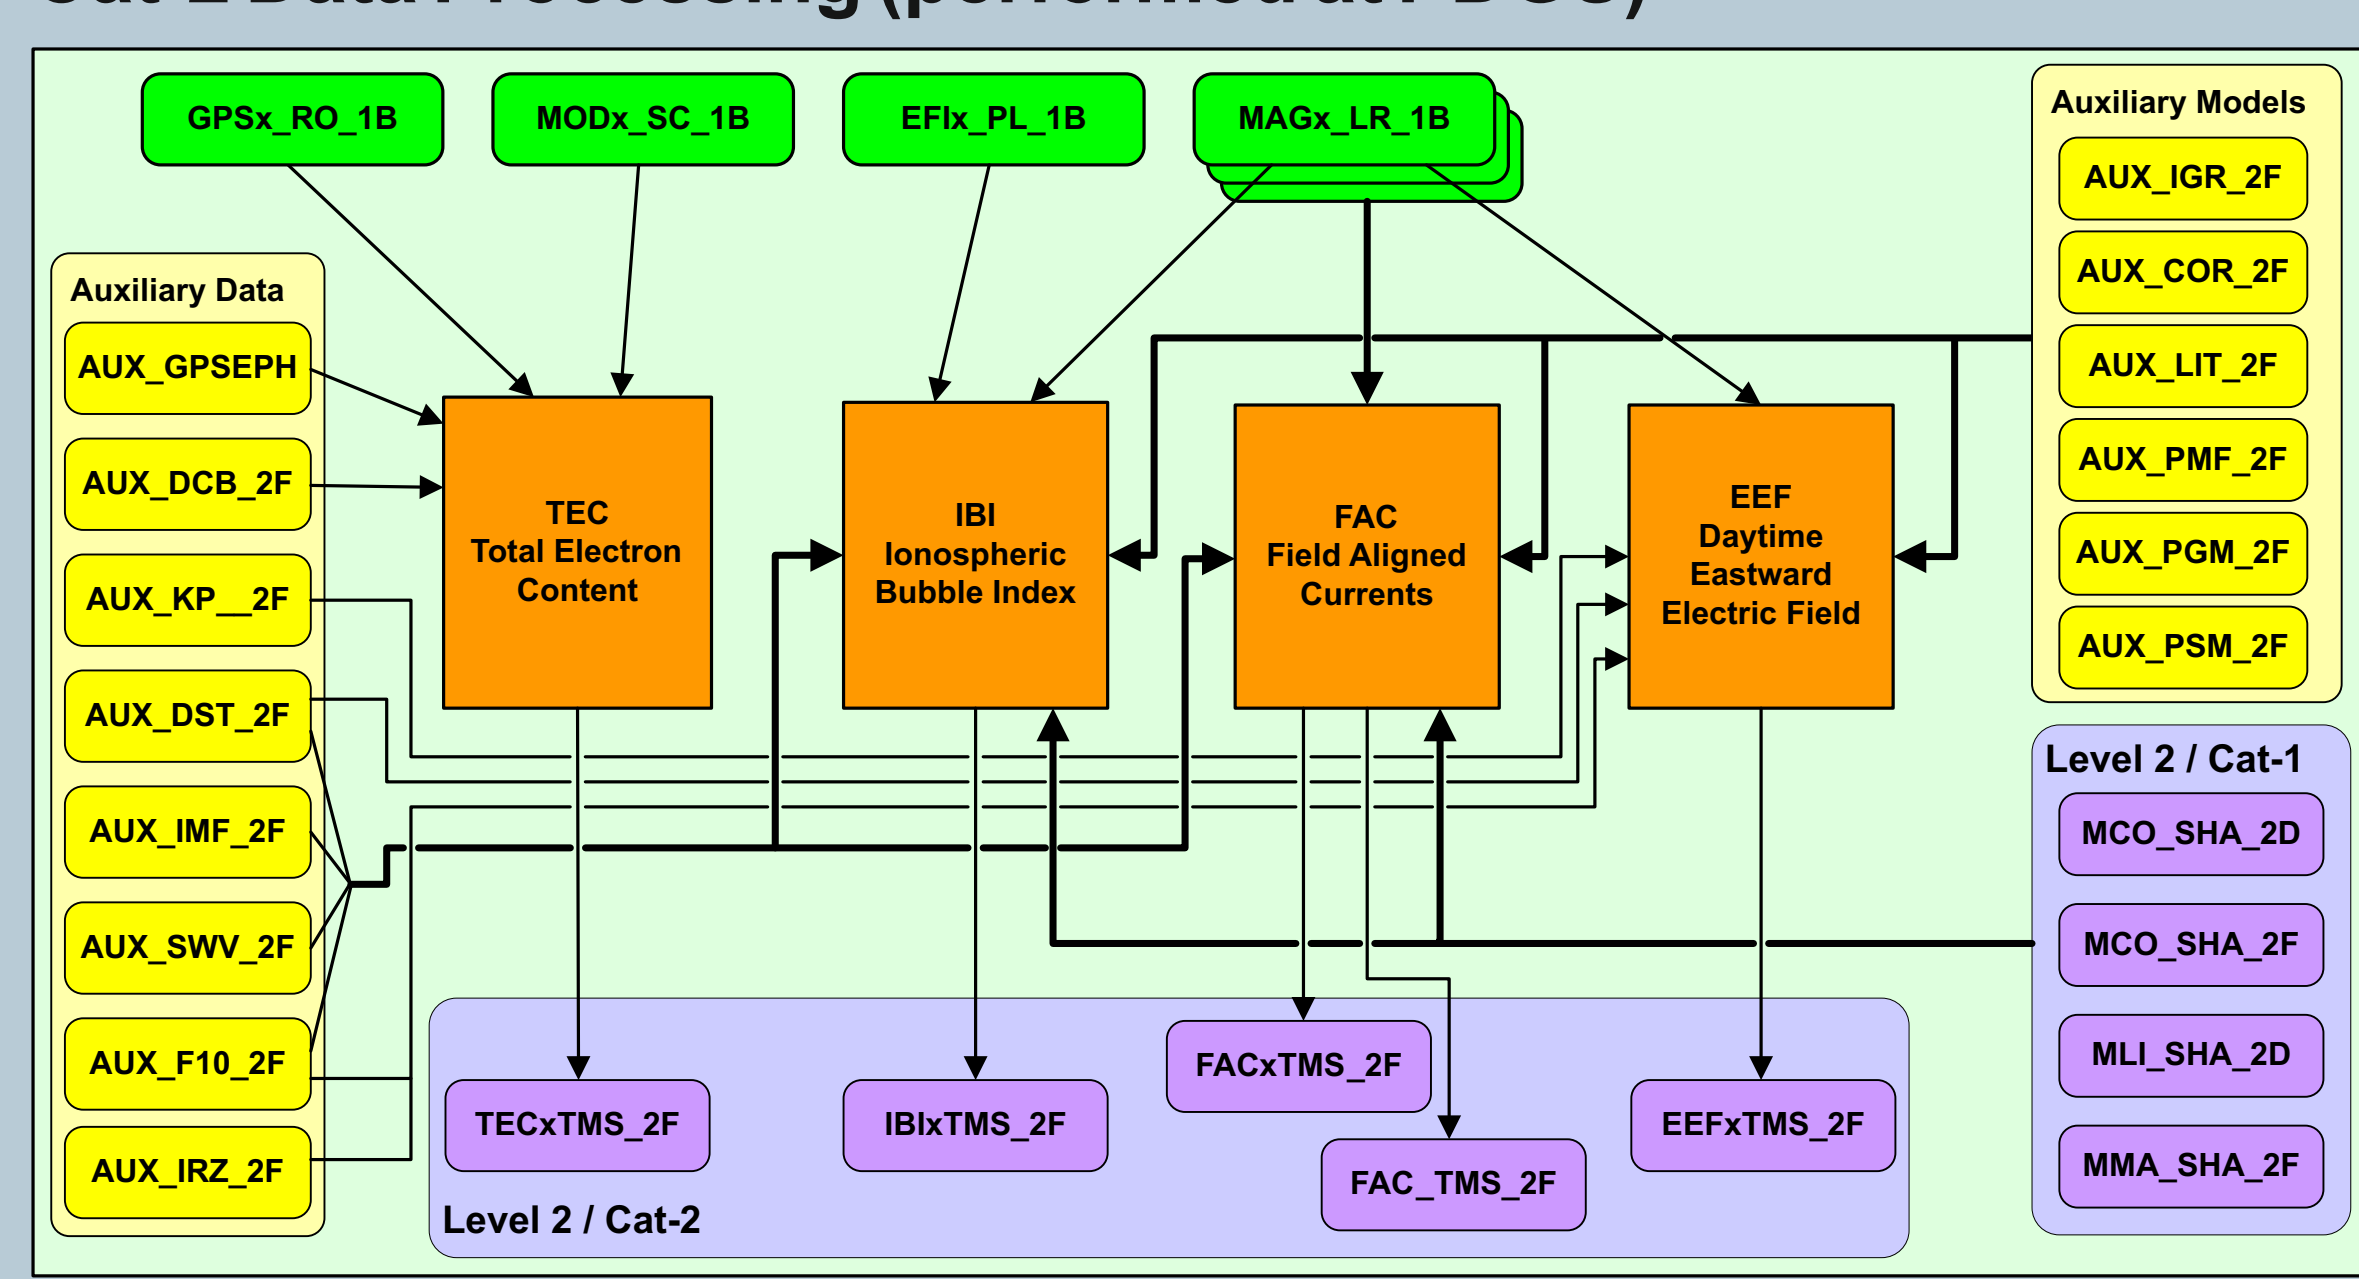 (performed at
GPSx_RO_1B
MODx_SC_1B
EFIx_PL_1B
MAGx_LR_1B
Auxiliary Models
AUX_IGR_2F
AUX_COR_2F
AUX_LIT_2F
AUX_PMF_2F
AUX_PGM_2F
AUX_PSM_2F
Auxiliary Data
AUX_GPSEPH
AUX_DCB_2F
AUX_KP__2F
AUX_DST_2F
AUX_IMF_2F
AUX_SWV_2F
AUX_F10_2F
AUX_IRZ_2F
TEC
Total Electron
Content
IBI
Ionospheric
Bubble Index
FAC
Field Aligned
Currents
EEF
Daytime
Eastward
Electric Field
Level 2 / Cat-1
MCO_SHA_2D
MCO_SHA_2F
MLI_SHA_2D
MMA_SHA_2F
TECxTMS_2F
IBIxTMS_2F
FACxTMS_2F
FAC_TMS_2F
EEFxTMS_2F
Level 2 / Cat-2